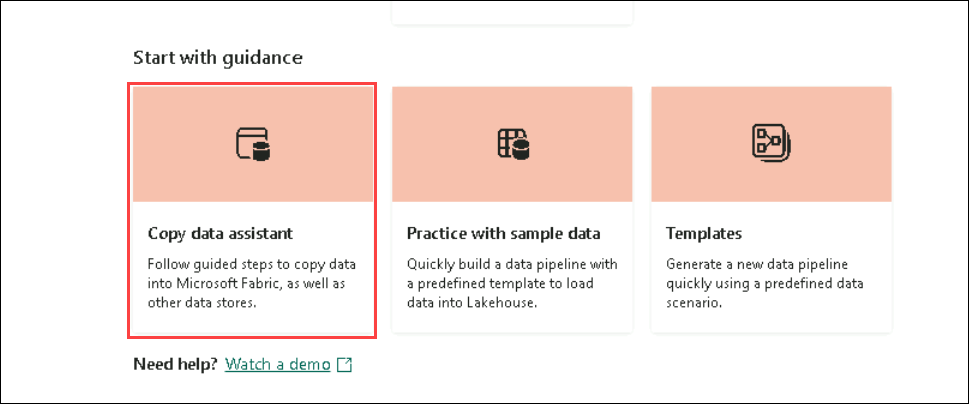 Start with guidance
Copy data assistant
Follow guided steps to copy data
into Microsoft Fabric, as well as
other data stores.
Practice with sample data
Quickly build a data pipeline with
a predefined template to load
data into Lakehouse.
Templates
Generate a new data pipeline
quickly using a predefined data
scenario.
Need help? Watch a demo